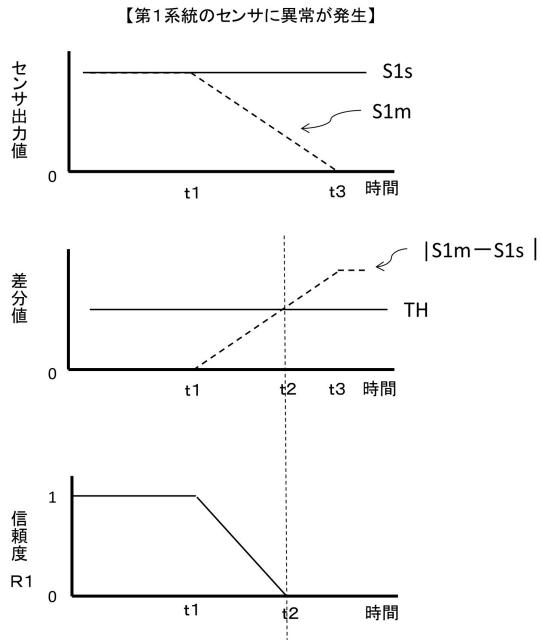 【第1系統のセンサに異常が発生】
センサ出力値
S1s
S1m
0
t1
t3
時間
差分値
|S1m－S1s|
TH
0
t1
t2
t3
時間
信頼度
R1
1
0
t1
t2
時間